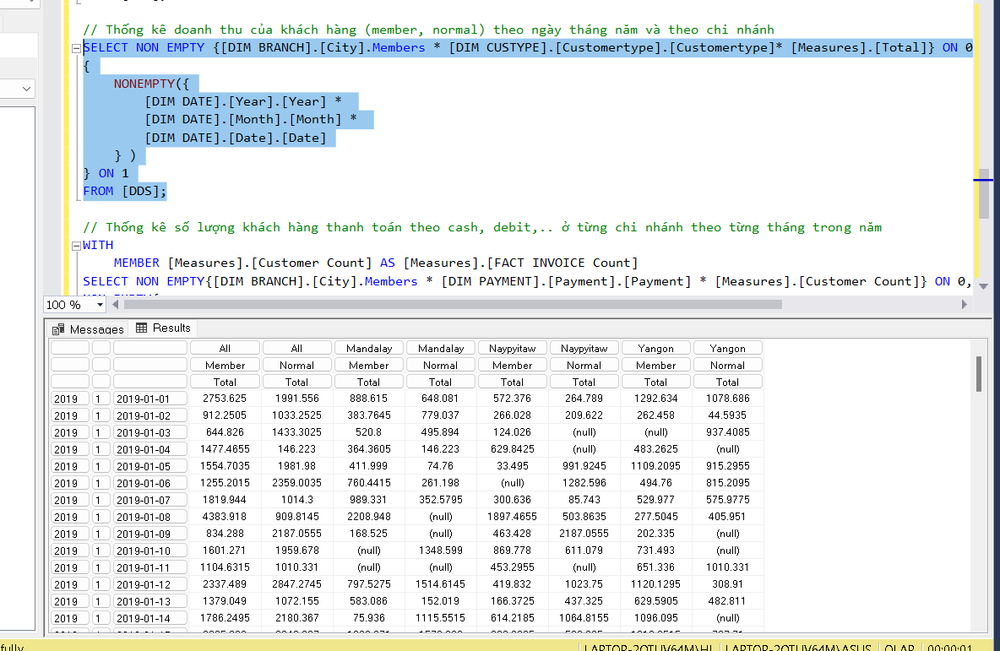 // Thống kê doanh thu của khách hàng (member, normal) theo ngày tháng năm và theo chi nhánh
SELECT NON EMPTY {[DIM BRANCH].[City].Members * [DIM CUSTYPE].[Customertype].[Customertype]* [Measures].[Total]} ON 0
{
NONEMPTY({
[DIM DATE].[Year].[Year] *
[DIM DATE].[Month].[Month] *
[DIM DATE].[Date].[Date]
} )
} ON 1
FROM [DDS];
// Thống kê số lượng khách hàng thanh toán theo cash, debit,.. ở từng chi nhánh theo từng tháng trong năm
WITH
MEMBER [Measures].[Customer Count] AS [Measures].[FACT INVOICE Count]
SELECT NON EMPTY{[DIM BRANCH].[City].Members * [DIM PAYMENT].[Payment].[Payment] * [Measures].[Customer Count]} ON 0,
100 %
Messages Results
All All Mandalay Mandalay Naypyitaw Naypyitaw Yangon Yangon
Member Normal Member Normal Member Normal Member Normal
Total Total Total Total Total Total Total Total
2019 1 2019-01-01 2753.625 1991.556 888.615 648.081 572.376 264.789 1292.634 1078.686
2019 1 2019-01-02 912.2505 1033.2525 383.7645 779.037 266.028 209.622 262.458 44.5935
2019 1 2019-01-03 644.826 1433.3025 520.8 495.894 124.026 (null) (null) 937.4085
2019 1 2019-01-04 1477.4655 146.223 364.3605 146.223 629.8425 (null) 483.2625 (null)
2019 1 2019-01-05 1554.7035 1981.98 411.999 74.76 33.495 991.9245 1109.2095 915.2955
2019 1 2019-01-06 1255.2015 2359.0035 760.4415 261.198 (null) 1282.596 494.76 815.2095
2019 1 2019-01-07 1819.944 1014.3 989.331 352.5795 300.636 85.743 529.977 575.9775
2019 1 2019-01-08 4383.918 909.8145 2208.948 (null) 1897.4655 503.8635 277.5045 405.951
2019 1 2019-01-09 834.288 2187.0555 168.525 (null) 463.428 2187.0555 202.335 (null)
2019 1 2019-01-10 1601.271 1959.678 (null) 1348.599 869.778 611.079 731.493 (null)
2019 1 2019-01-11 1104.6315 1010.331 (null) (null) 453.2955 (null) 651.336 1010.331
2019 1 2019-01-12 2337.489 2847.2745 797.5275 1514.6145 419.832 1023.75 1120.1295 308.91
2019 1 2019-01-13 1379.049 1072.155 583.086 152.019 166.3725 437.325 629.5905 482.811
2019 1 2019-01-14 1786.2495 2180.367 75.936 1115.5515 614.2185 1064.8155 1096.095 (null)
fully OLAP 00:00:01